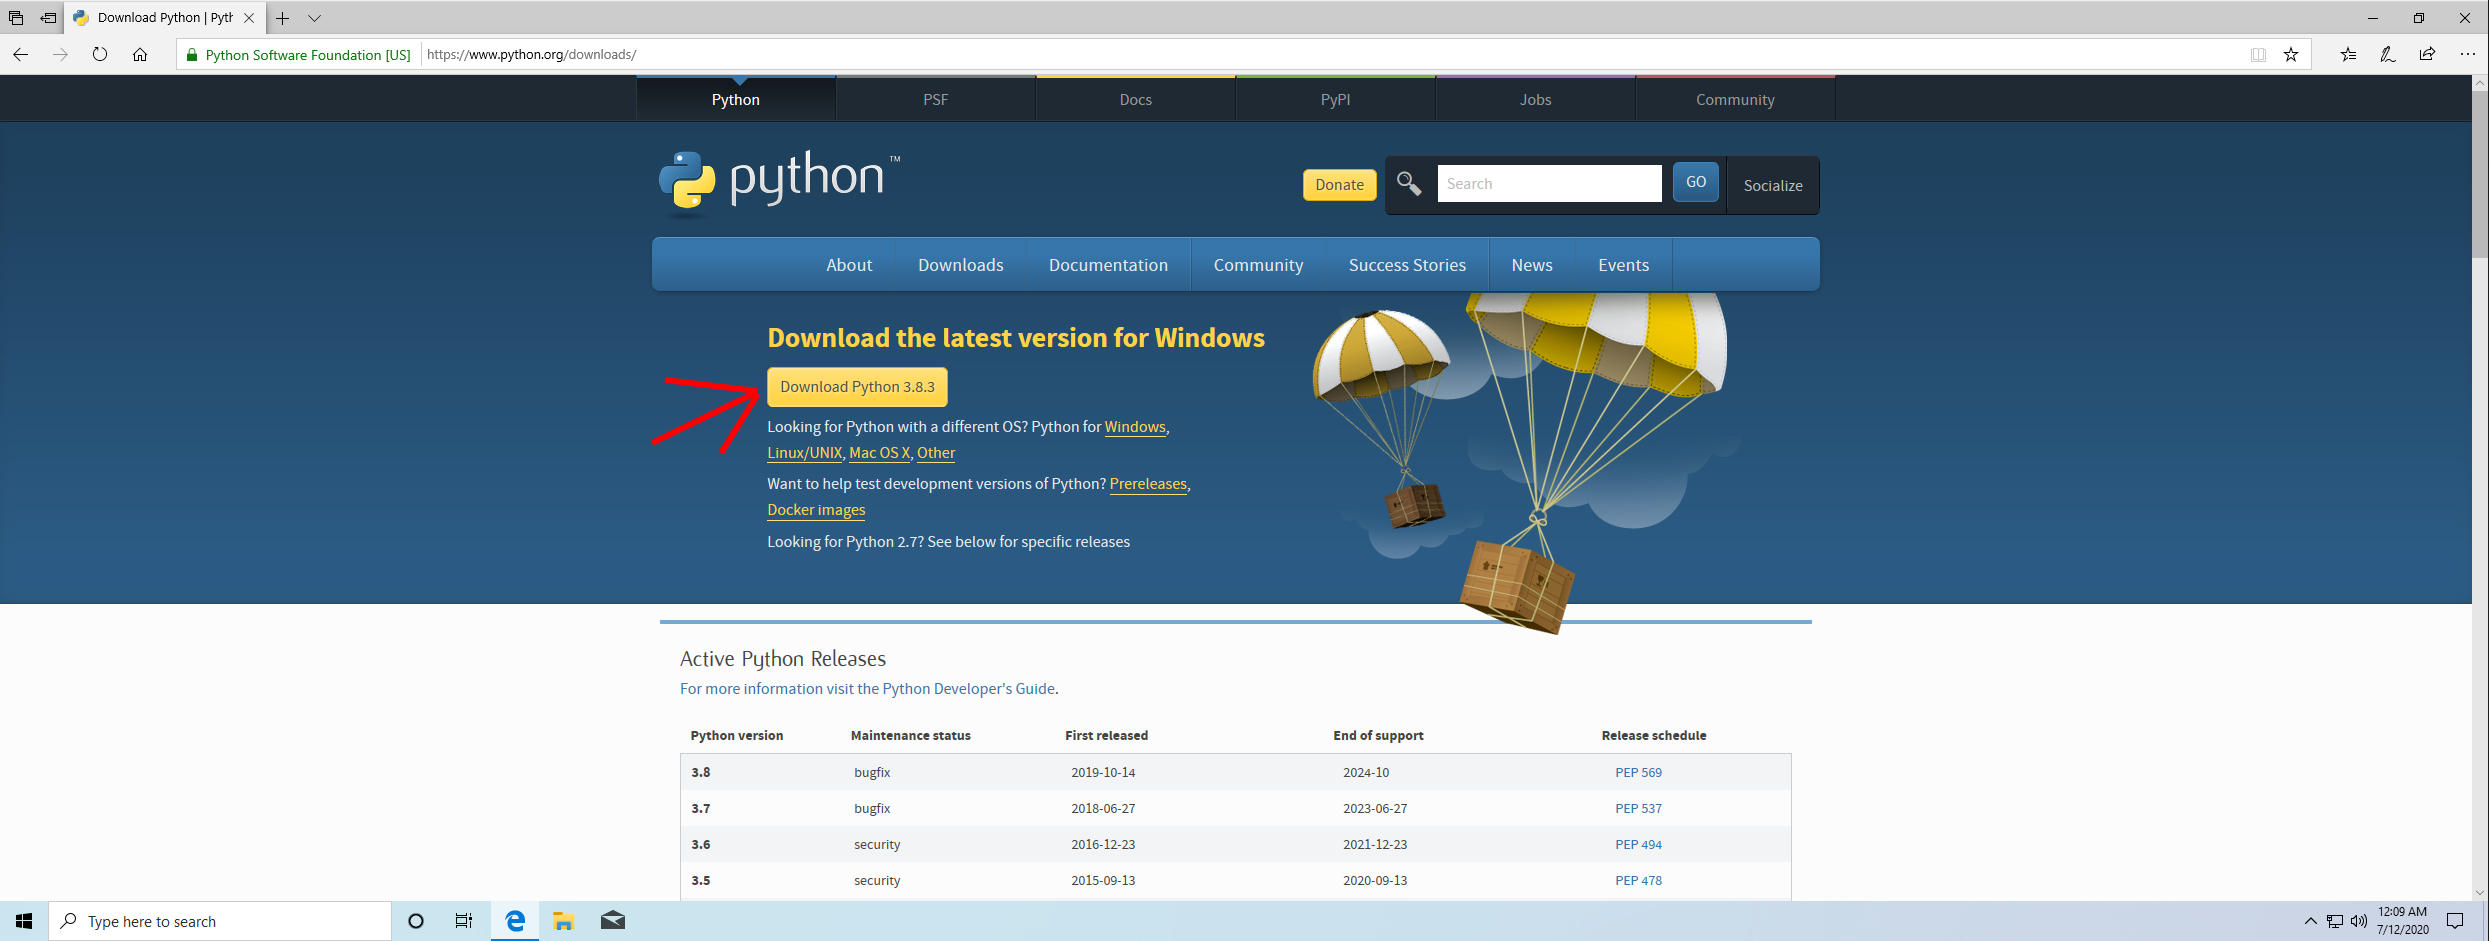 Download Python | Pyth
Python Software Foundation [US] https://www.python.org/downloads/
Python PSF Docs PyPI Jobs Community
python™
Donate Search GO Socialize
About Downloads Documentation Community Success Stories News Events
Download the latest version for Windows
Download Python 3.8.3
Looking for Python with a different OS? Python for Windows,
Linux/UNIX, Mac OS X, Other
Want to help test development versions of Python? Prereleases,
Docker images
Looking for Python 2.7? See below for specific releases
Active Python Releases
For more information visit the Python Developer's Guide.
Python version Maintenance status First released End of support Release schedule
3.8 bugfix 2019-10-14 2024-10 PEP 569
3.7 bugfix 2018-06-27 2023-06-27 PEP 537
3.6 security 2016-12-23 2021-12-23 PEP 494
3.5 security 2015-09-13 2020-09-13 PEP 478
Type here to search
12:09 AM
7/12/2020